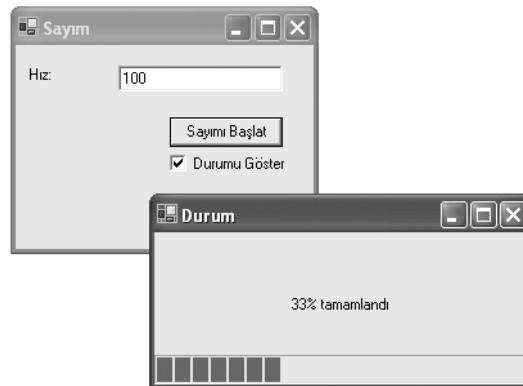 Sayım
Hız:
100
Sayımı Başlat
Durumu Göster
Durum
33% tamamlandı